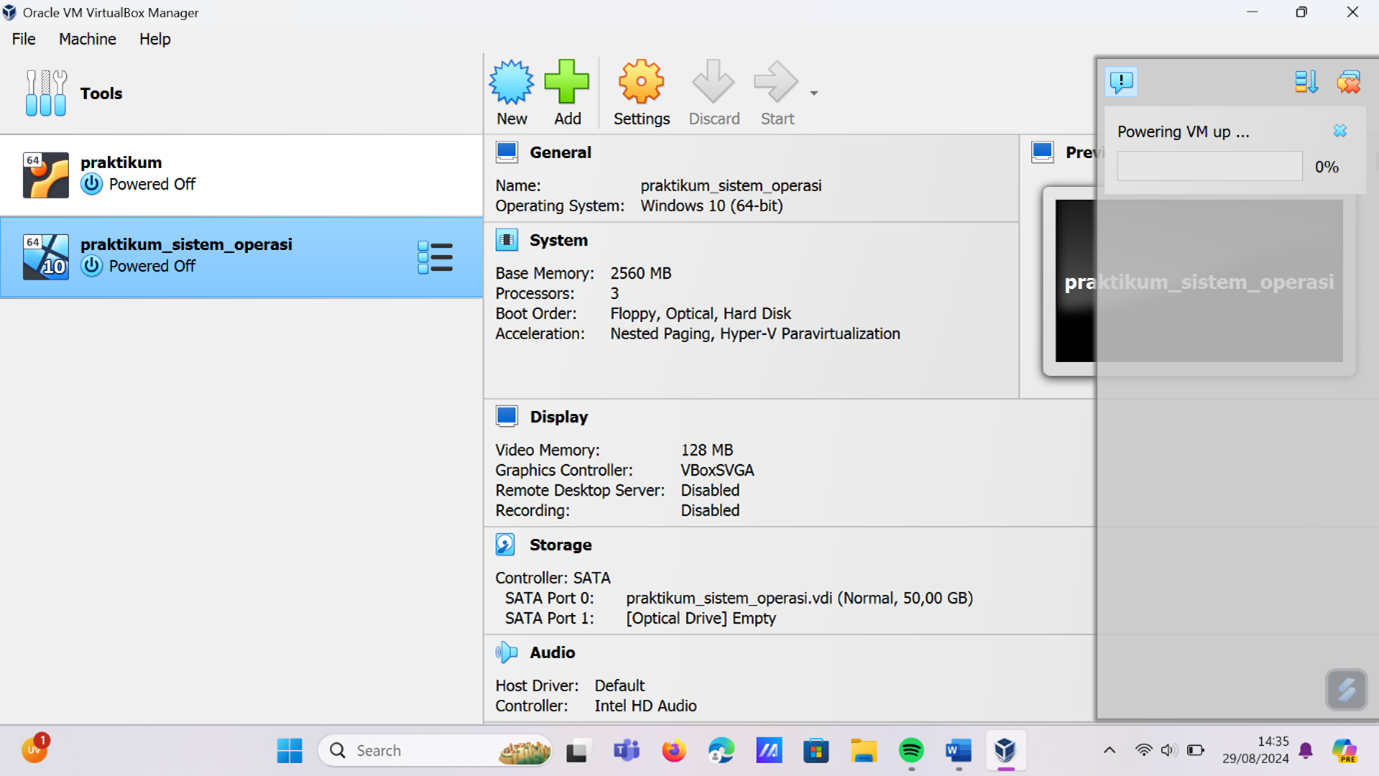 Oracle VM VirtualBox Manager
File Machine Help
Tools
New Add Settings Discard Start
64
praktikum
Powered Off
64
10
praktikum_sistem_operasi
Powered Off
General
Name: praktikum_sistem_operasi
Operating System: Windows 10 (64-bit)
System
Base Memory: 2560 MB
Processors: 3
Boot Order: Floppy, Optical, Hard Disk
Acceleration: Nested Paging, Hyper-V Paravirtualization
Display
Video Memory: 128 MB
Graphics Controller: VBoxSVGA
Remote Desktop Server: Disabled
Recording: Disabled
Storage
Controller: SATA
SATA Port 0: praktikum_sistem_operasi.vdi (Normal, 50,00 GB)
SATA Port 1: [Optical Drive] Empty
Audio
Host Driver: Default
Controller: Intel HD Audio
Previ
praktikum_sistem_operasi
Powering VM up ...
0%
UV
1
Search
PRE
14:35
29/08/2024